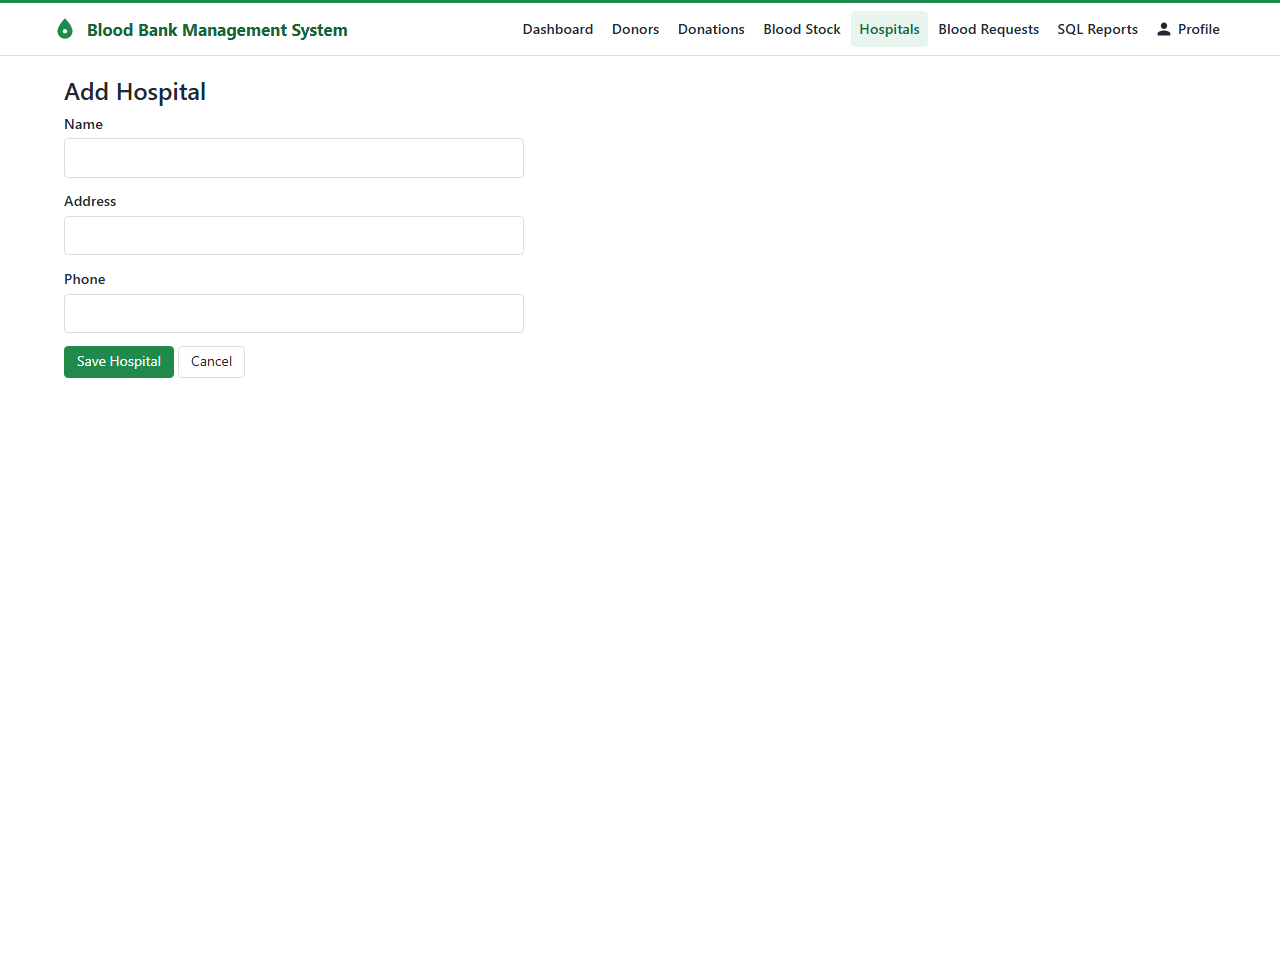 Blood Bank Management System Dashboard Donors Donations Blood Stock Hospitals Blood Requests SQL Reports Profile
Add Hospital
Name
Address
Phone
Save Hospital Cancel